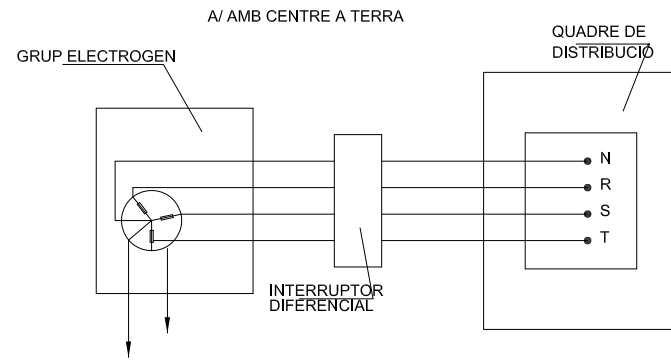 A/ AMB CENTRE A TERRA
GRUP ELECTROGEN
QUADRE DE
DISTRIBUCIÓ
N
R
S
T
INTERRUPTOR
DIFERENCIAL